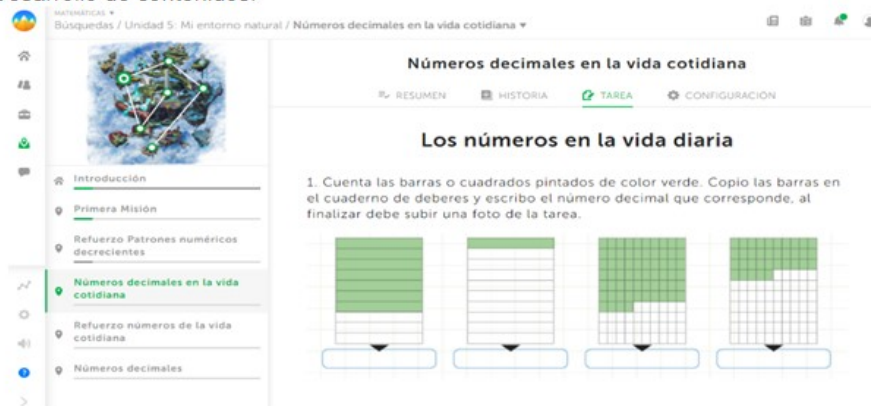 desarrollo de contenidos.
MATEMÁTICAS ▾
Búsquedas / Unidad 5: Mi entorno natural / Números decimales en la vida cotidiana ▾
Números decimales en la vida cotidiana
RESUMEN HISTORIA TAREA CONFIGURACIÓN
Los números en la vida diaria
1. Cuenta las barras o cuadrados pintados de color verde. Copio las barras en
el cuaderno de deberes y escribo el número decimal que corresponde, al
finalizar debe subir una foto de la tarea.
Introducción
Primera Misión
Refuerzo Patrones numéricos
decrecientes
Números decimales en la vida
cotidiana
Refuerzo números de la vida
cotidiana
Números decimales